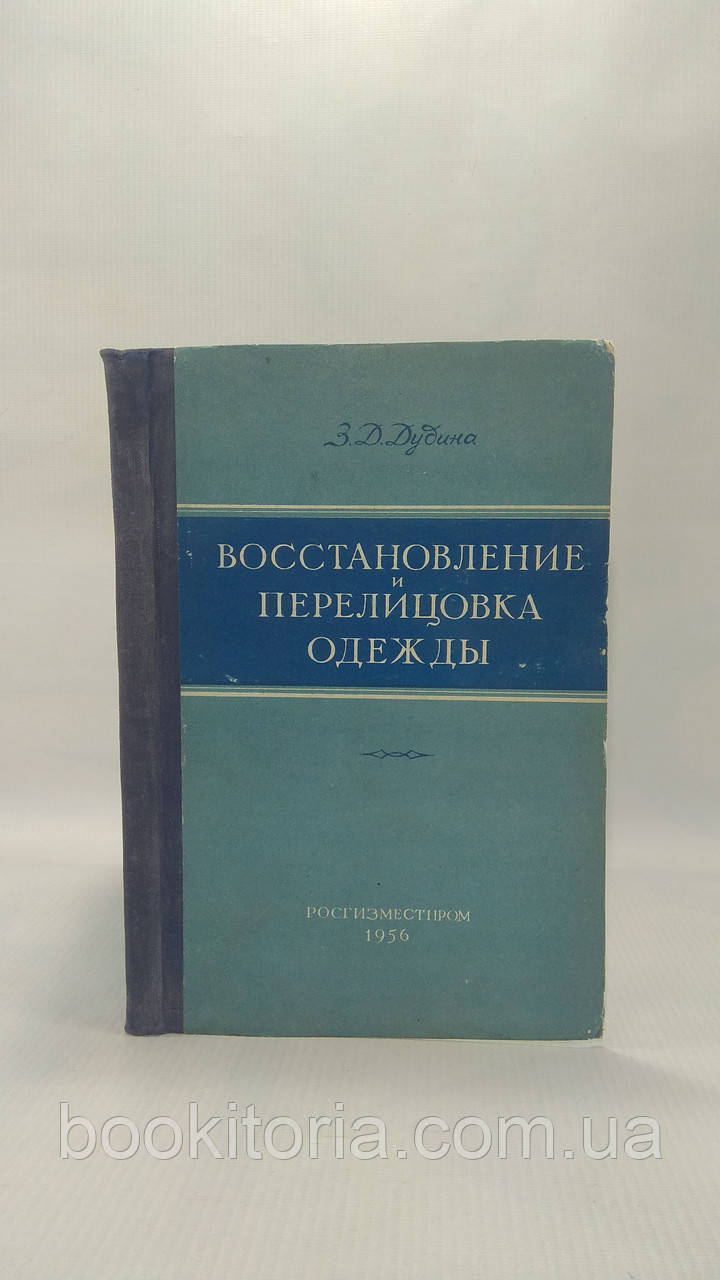 З. Д. Дубина
ВОССТАНОВЛЕНИЕ
и
ПЕРЕЛИЦОВКА
ОДЕЖДЫ
РОСГИЗМЕСТПРОМ
1956
bookitoria.com.ua